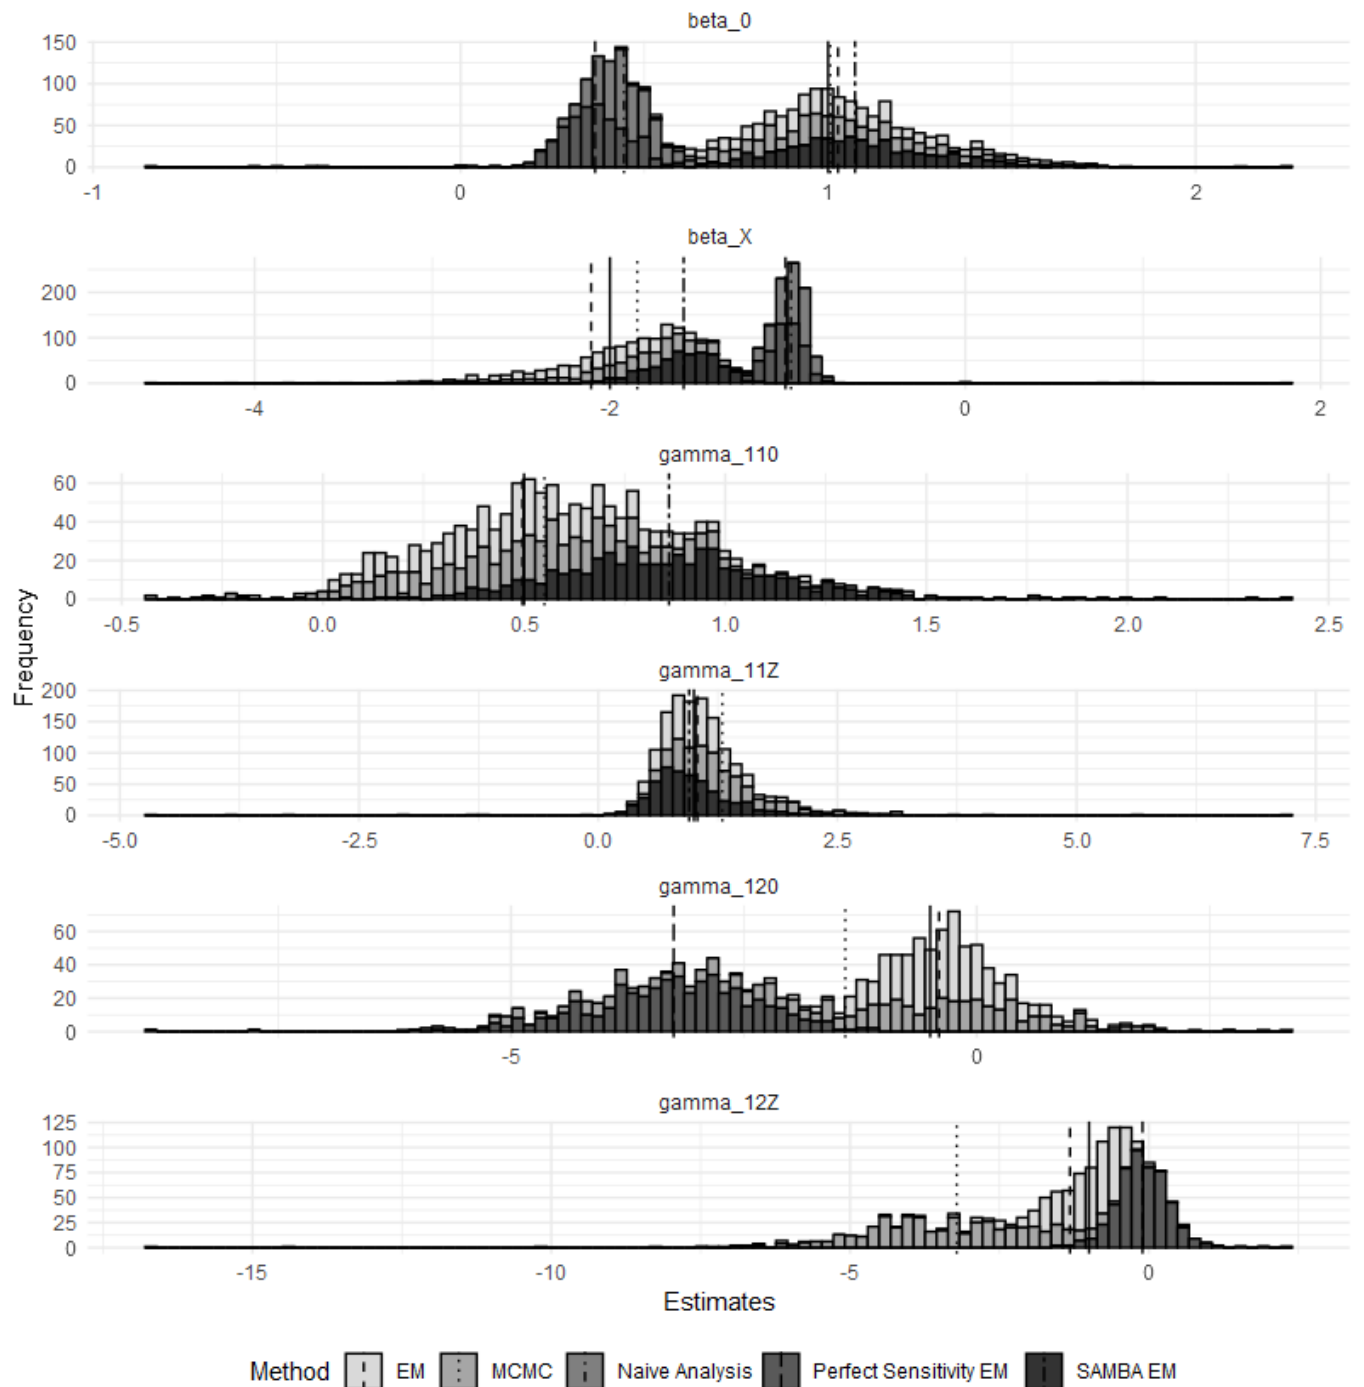 beta_0
150
100
50
0
-1 0 1 2
beta_X
200
100
0
-4 -2 0 2
gamma_110
60
40
20
0
-0.5 0.0 0.5 1.0 1.5 2.0 2.5
Frequency
gamma_11Z
200
150
100
50
0
-5.0 -2.5 0.0 2.5 5.0 7.5
gamma_120
60
40
20
0
-5 0
gamma_12Z
125
100
75
50
25
0
-15 -10 -5 0
Estimates
Method EM MCMC Naive Analysis Perfect Sensitivity EM SAMBA EM